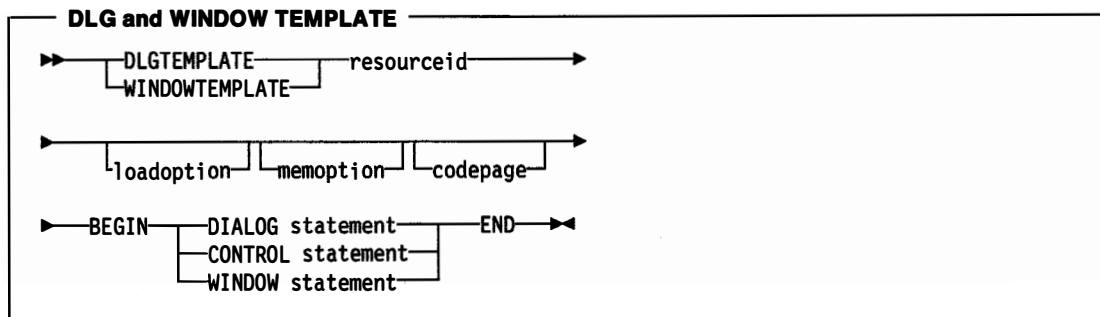 DLG and WINDOW TEMPLATE
DLGTEMPLATE resourceid
WINDOWTEMPLATE
loadoption memoption codepage
BEGIN DIALOG statement END
CONTROL statement
WINDOW statement